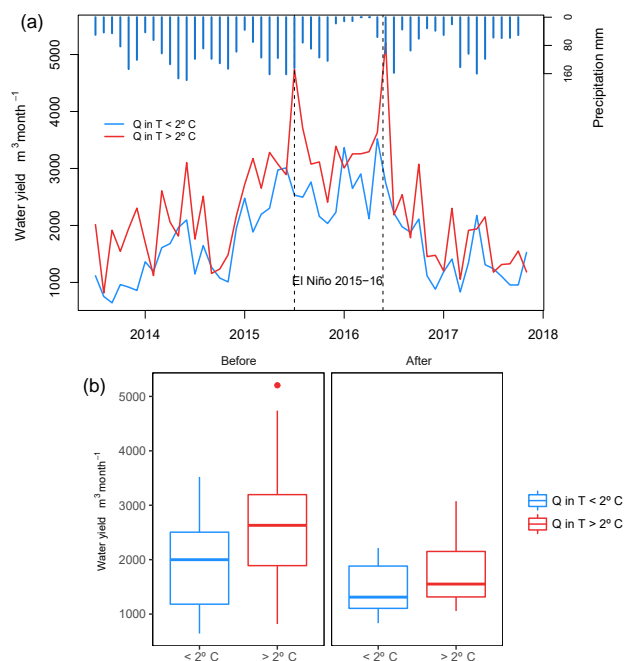 (a)
5000
4000
3000
2000
1000
Water yield m³month⁻¹
0
80
160
Precipitation mm
Q in T < 2º C
Q in T > 2º C
El Niño 2015−16
2014
2015
2016
2017
2018
(b)
Before
After
5000
4000
3000
2000
1000
Water yield m³month⁻¹
< 2º C
> 2º C
< 2º C
> 2º C
Q in T < 2º C
Q in T > 2º C